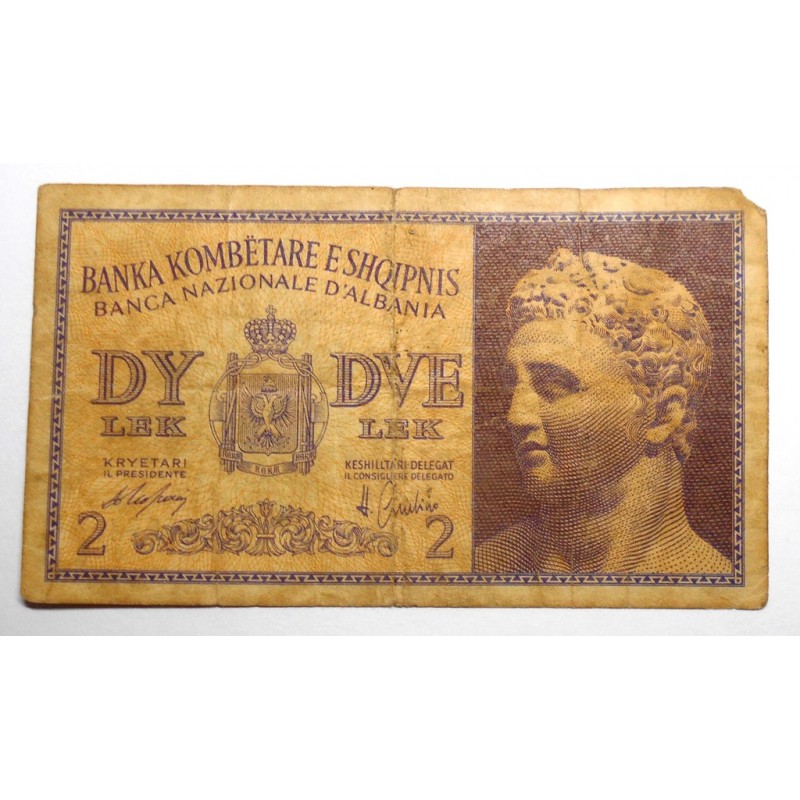 BANKA KOMBËTARE E SHQIPNIS
BANCA NAZIONALE D'ALBANIA
DY DVE
LEK LEK
KRYETARI KESHILLTARI DELEGAT
IL PRESIDENTE IL CONSIGLIERE DELEGATO
2 2